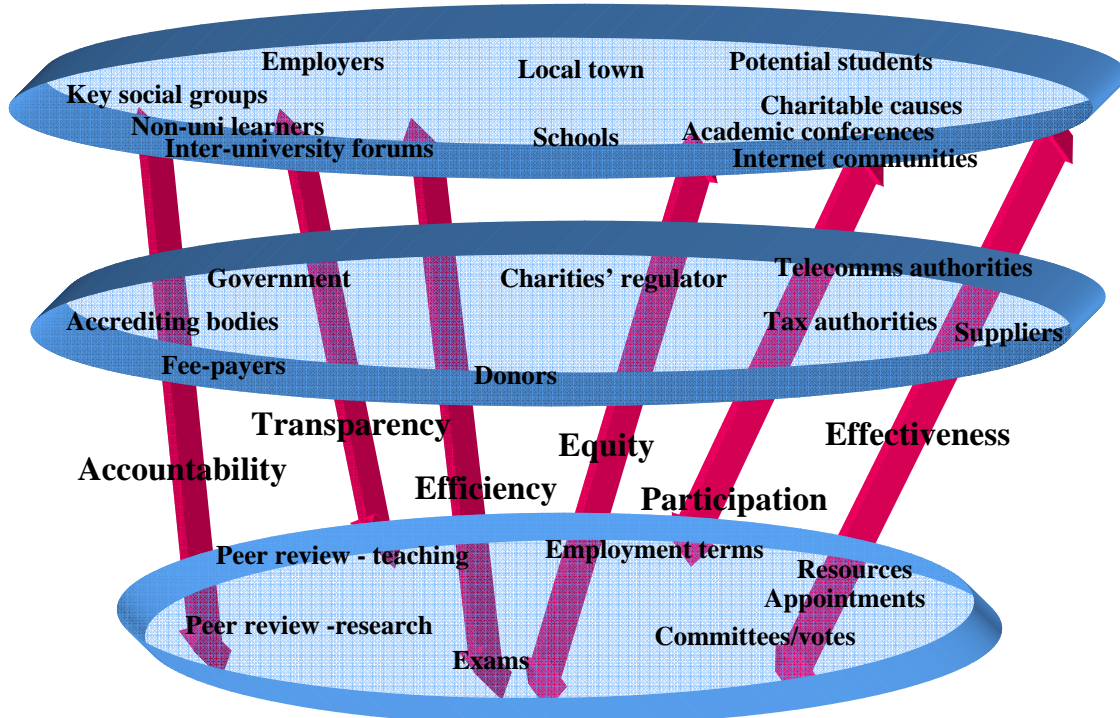 Employers
Local town
Potential students
Key social groups
Charitable causes
Non-uni learners
Schools
Academic conferences
Inter-university forums
Internet communities
Government
Charities’ regulator
Telecomms authorities
Accrediting bodies
Tax authorities
Suppliers
Fee-payers
Donors
Transparency
Equity
Effectiveness
Accountability
Efficiency
Participation
Peer review - teaching
Employment terms
Resources
Appointments
Peer review -research
Committees/votes
Exams